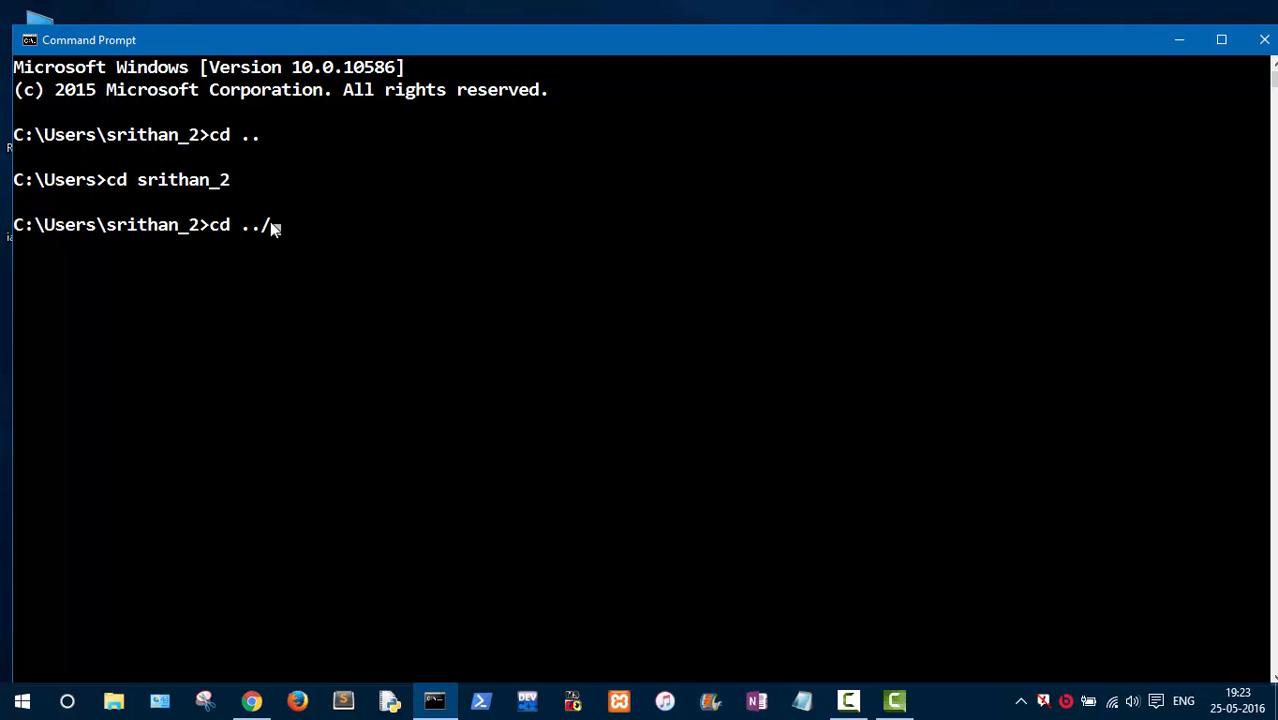 Command Prompt
Microsoft Windows [Version 10.0.10586]
(c) 2015 Microsoft Corporation. All rights reserved.
C:\Users\srithan_2>cd ..
C:\Users>cd srithan_2
C:\Users\srithan_2>cd ../
ENG
19:23
25-05-2016